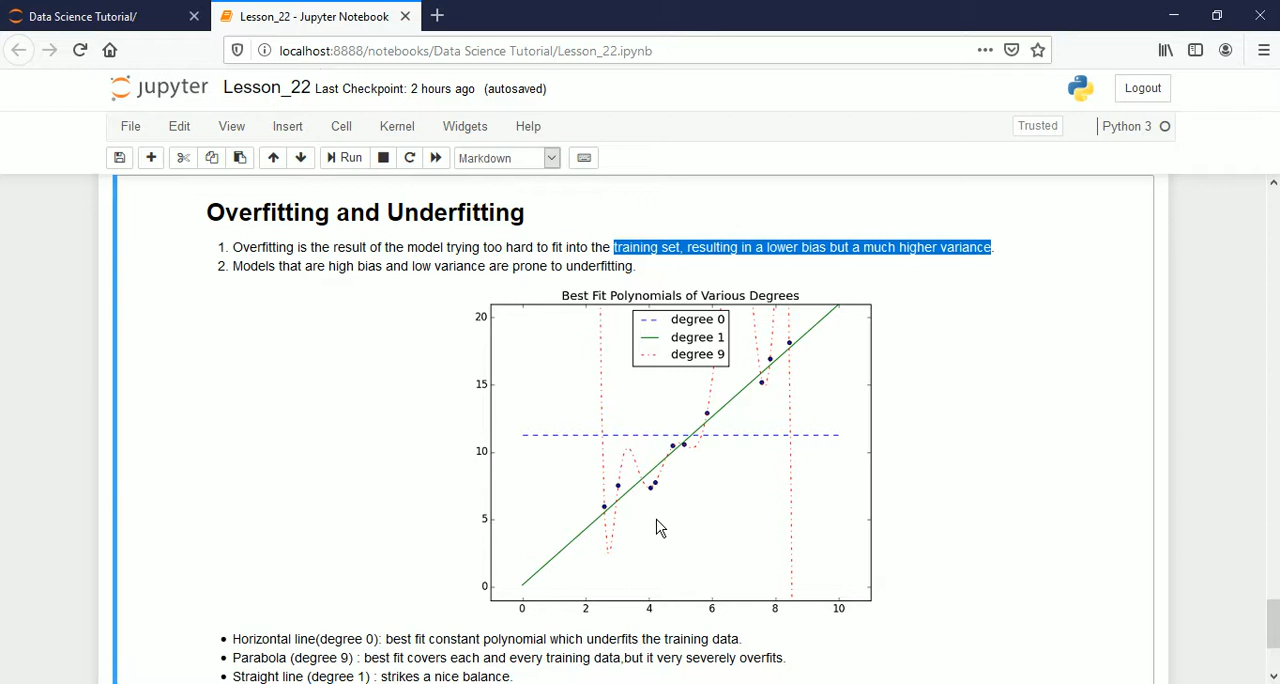 Data Science Tutorial/
Lesson_22 - Jupyter Notebook
localhost:8888/notebooks/Data Science Tutorial/Lesson_22.ipynb
jupyter Lesson_22 Last Checkpoint: 2 hours ago (autosaved)
Logout
File Edit View Insert Cell Kernel Widgets Help
Trusted
Python 3
Run
Markdown
Overfitting and Underfitting
1. Overfitting is the result of the model trying too hard to fit into the training set, resulting in a lower bias but a much higher variance.
2. Models that are high bias and low variance are prone to underfitting.
Best Fit Polynomials of Various Degrees
degree 0
degree 1
degree 9
20
15
10
5
0
0 2 4 6 8 10
• Horizontal line(degree 0): best fit constant polynomial which underfits the training data.
• Parabola (degree 9) : best fit covers each and every training data,but it very severely overfits.
• Straight line (degree 1) : strikes a nice balance.